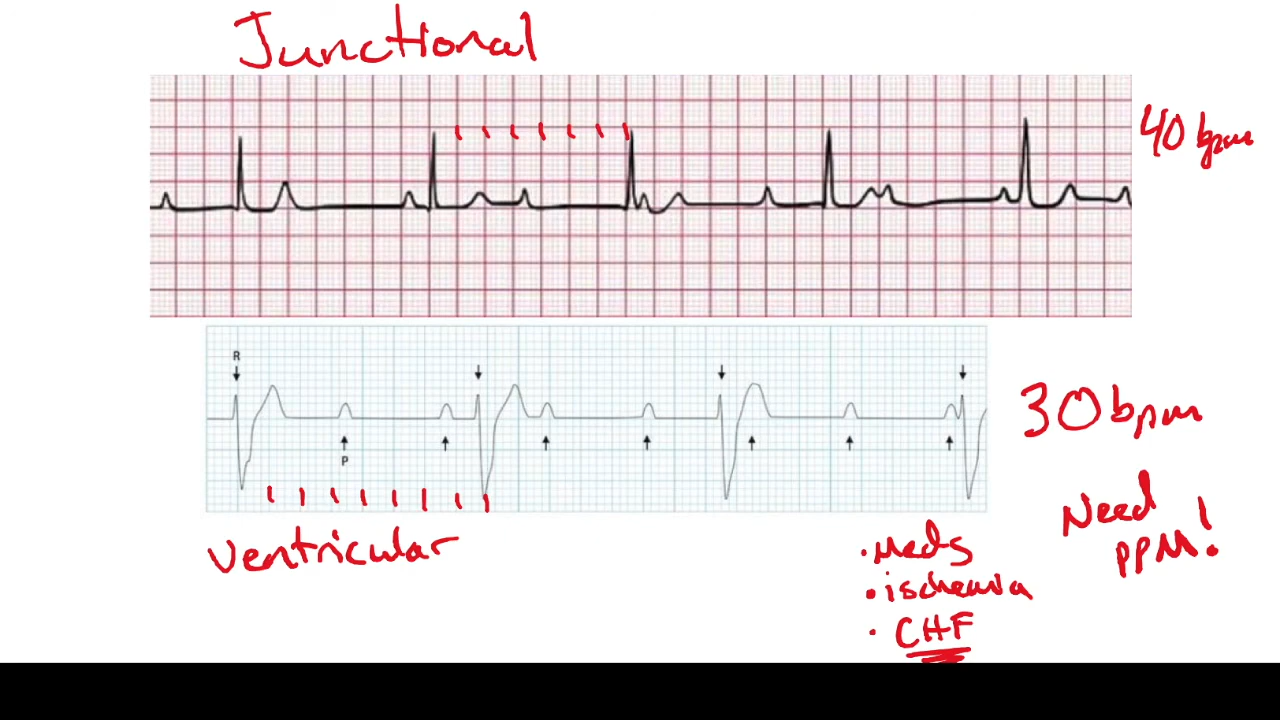 Junctional
40 bpm
R
P
30 bpm
Ventricular
Need
PPM!
• Meds
• ischemia
• CHF